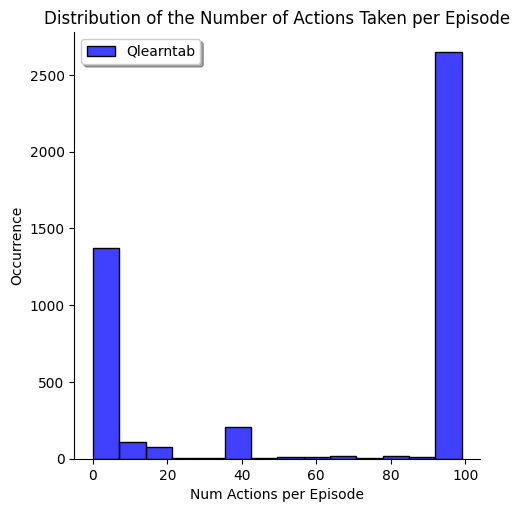 Distribution of the Number of Actions Taken per Episode
Qlearntab
2500
2000
1500
1000
500
0
Occurrence
0 20 40 60 80 100
Num Actions per Episode